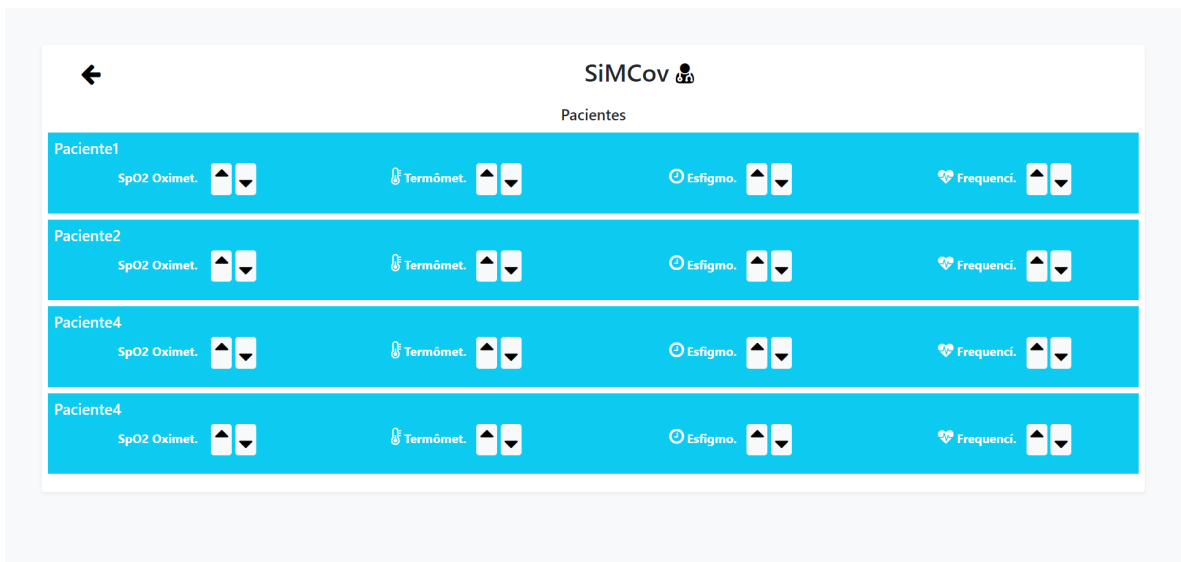 SiMCov
Pacientes
Paciente1
SpO2 Oximet. Termômet. Esfigmo. Frequencí.
Paciente2
SpO2 Oximet. Termômet. Esfigmo. Frequencí.
Paciente4
SpO2 Oximet. Termômet. Esfigmo. Frequencí.
Paciente4
SpO2 Oximet. Termômet. Esfigmo. Frequencí.